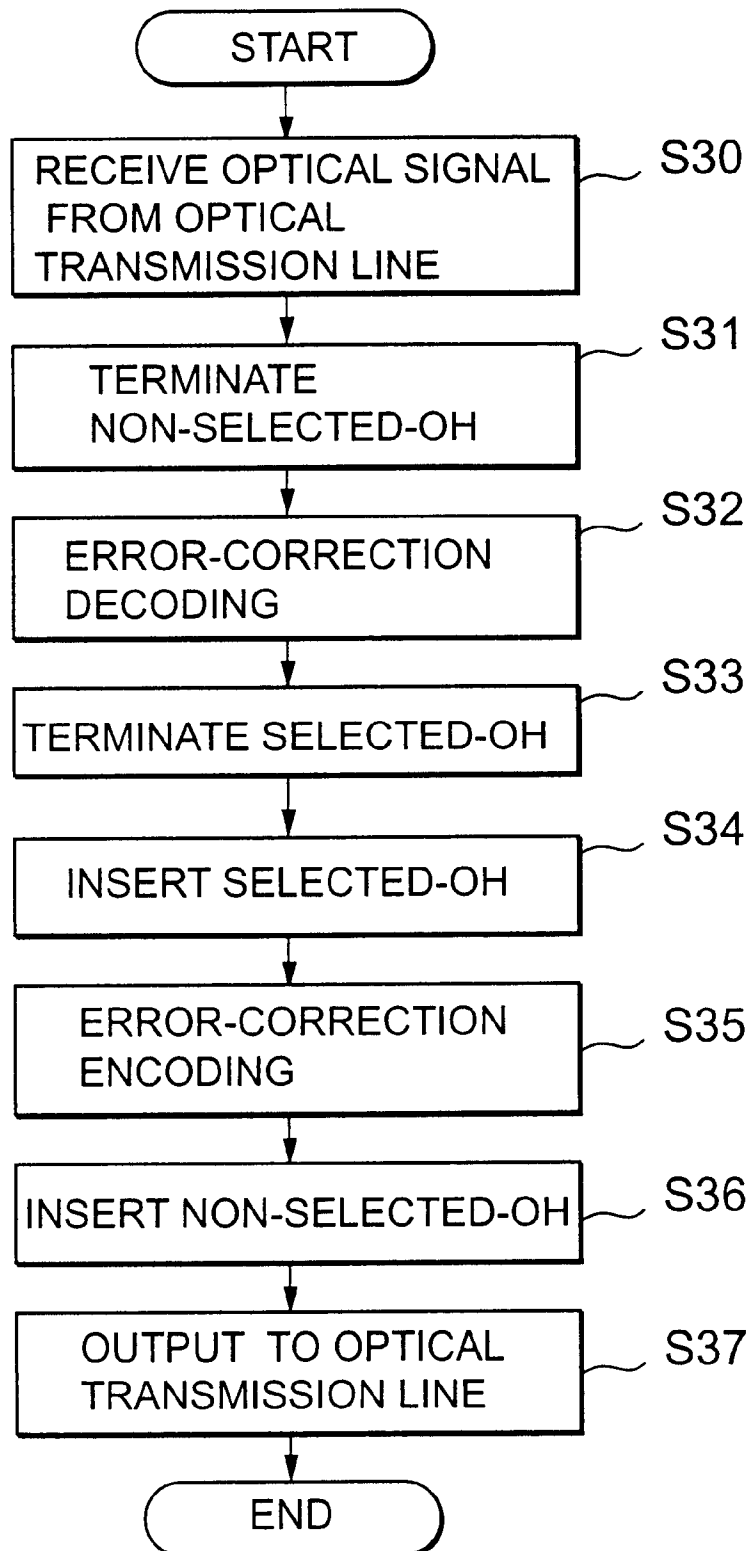 START
S30
RECEIVE OPTICAL SIGNAL
FROM OPTICAL
TRANSMISSION LINE
S31
TERMINATE
NON-SELECTED-OH
S32
ERROR-CORRECTION
DECODING
S33
TERMINATE SELECTED-OH
S34
INSERT SELECTED-OH
S35
ERROR-CORRECTION
ENCODING
S36
INSERT NON-SELECTED-OH
S37
OUTPUT TO OPTICAL
TRANSMISSION LINE
END